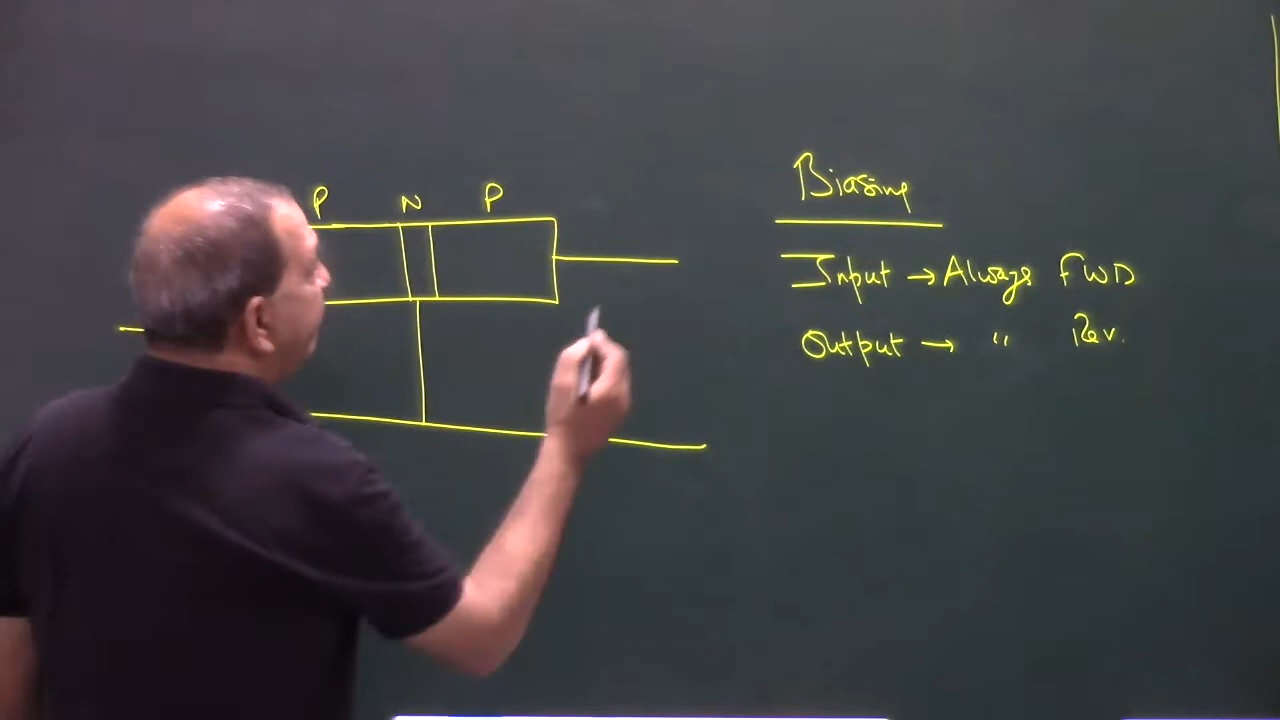 P N P
Biasing
Input → Always FWD
Output → " Rev.